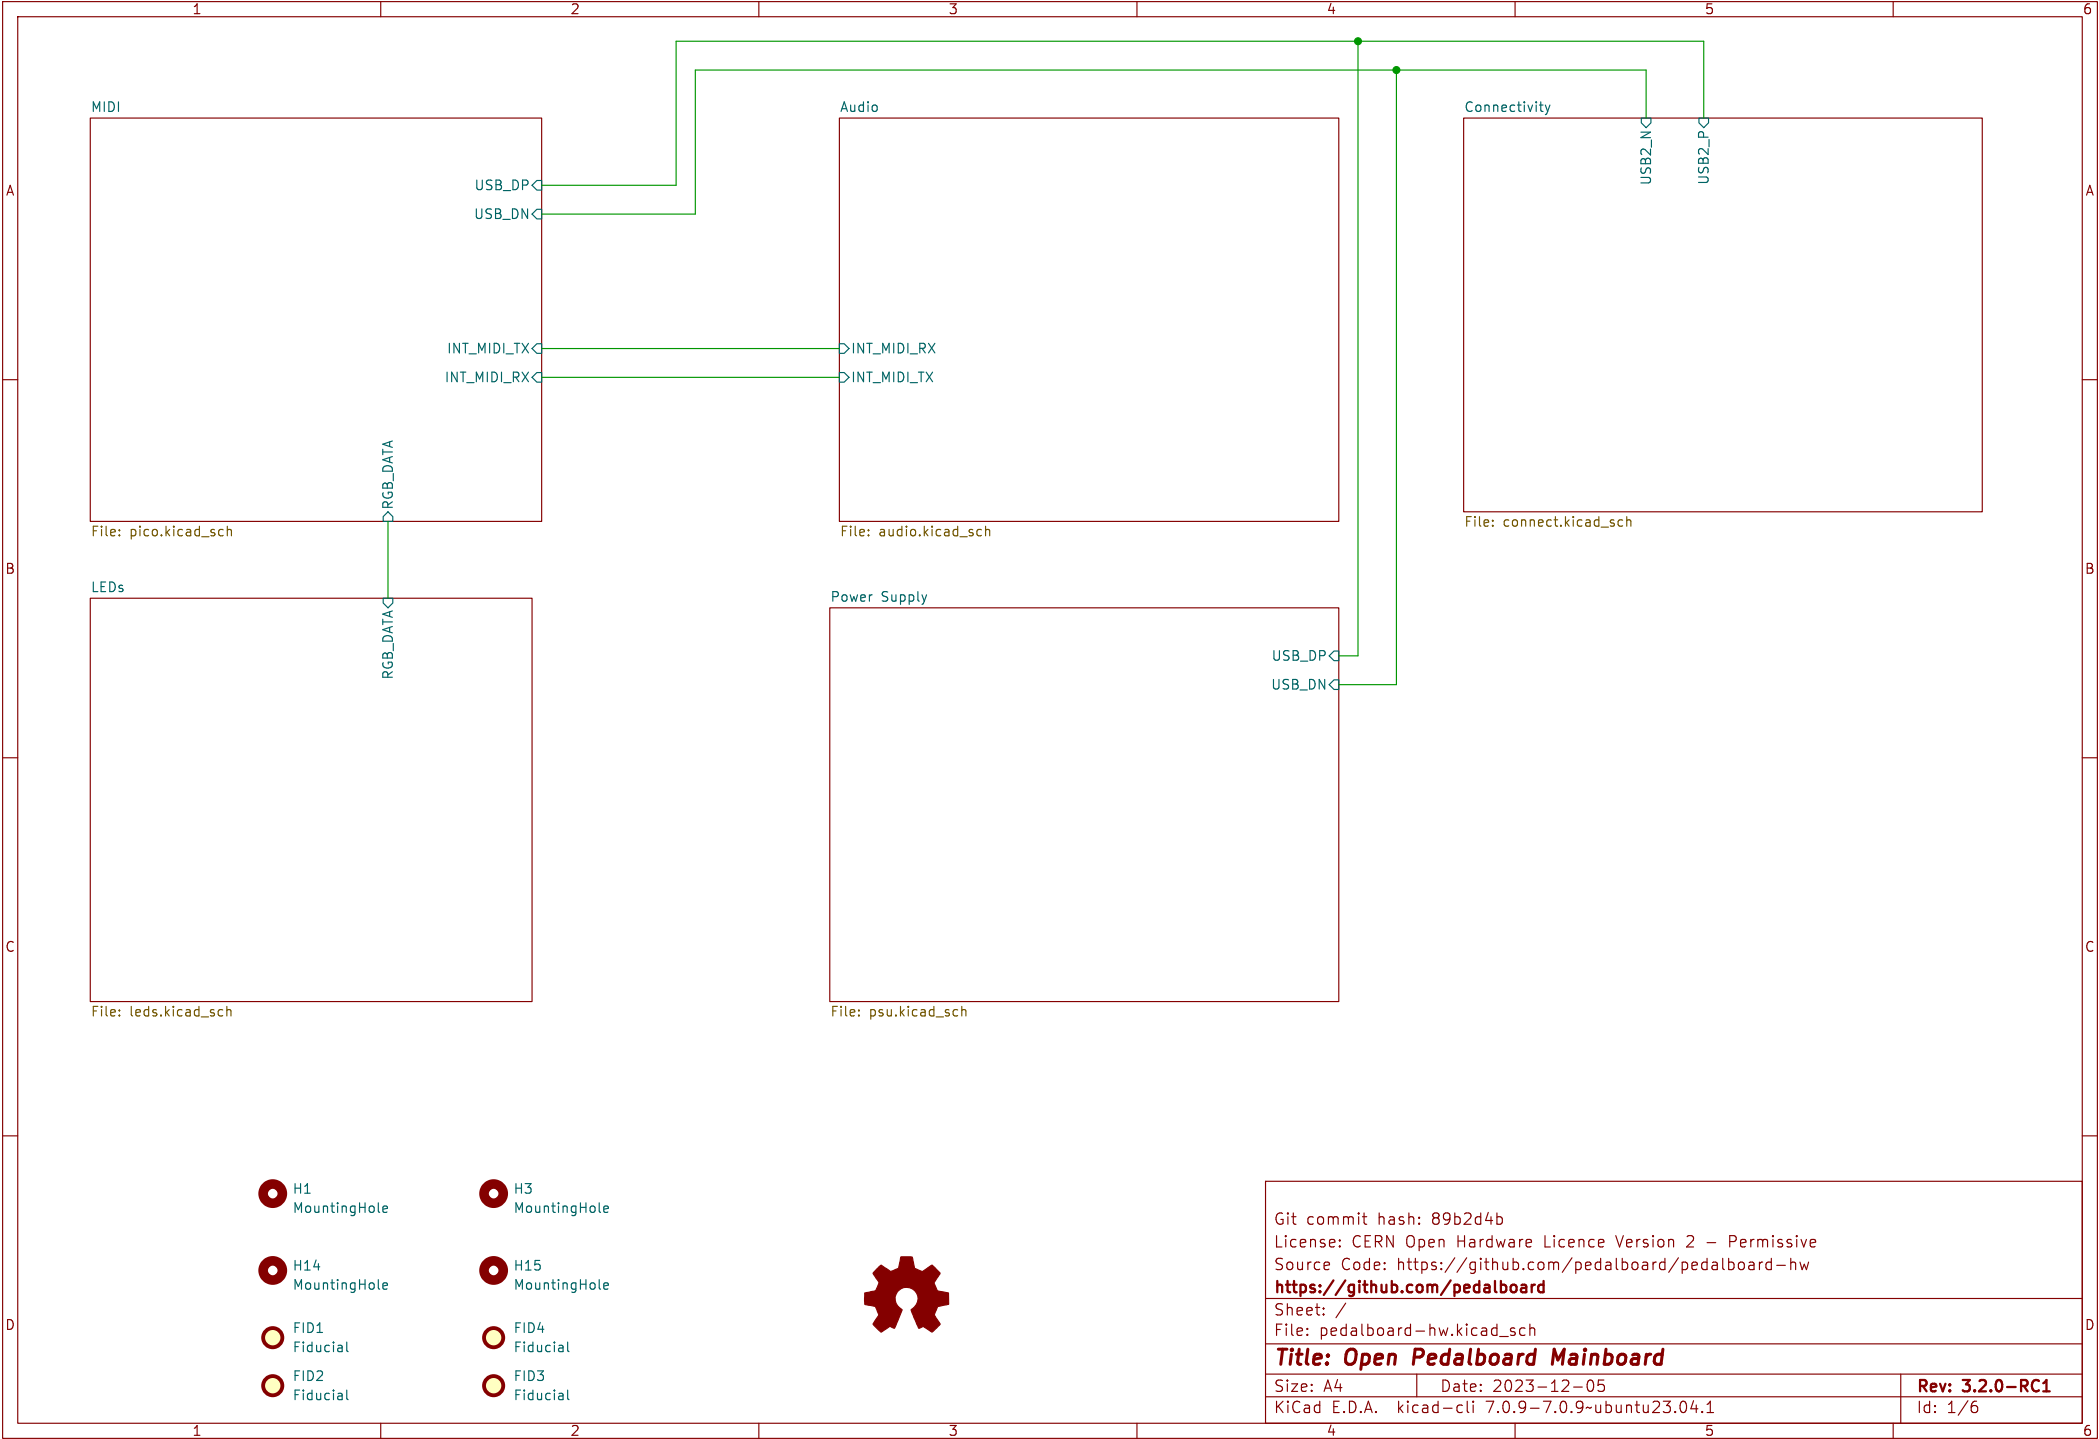 1 2 3 4 5 6
A
B
C
D
MIDI
USB_DP
USB_DN
INT_MIDI_TX
INT_MIDI_RX
RGB_DATA
File: pico.kicad_sch
Audio
INT_MIDI_RX
INT_MIDI_TX
File: audio.kicad_sch
Connectivity
USB2_N
USB2_P
File: connect.kicad_sch
LEDs
RGB_DATA
File: leds.kicad_sch
Power Supply
USB_DP
USB_DN
File: psu.kicad_sch
H1
MountingHole
H3
MountingHole
H14
MountingHole
H15
MountingHole
FID1
Fiducial
FID4
Fiducial
FID2
Fiducial
FID3
Fiducial
Git commit hash: 89b2d4b
License: CERN Open Hardware Licence Version 2 - Permissive
Source Code: https://github.com/pedalboard/pedalboard-hw
https://github.com/pedalboard
Sheet: /
File: pedalboard-hw.kicad_sch
Title: Open Pedalboard Mainboard
Size: A4 Date: 2023-12-05 Rev: 3.2.0-RC1
KiCad E.D.A. kicad-cli 7.0.9-7.0.9~ubuntu23.04.1 Id: 1/6
A
B
C
D
1 2 3 4 5 6